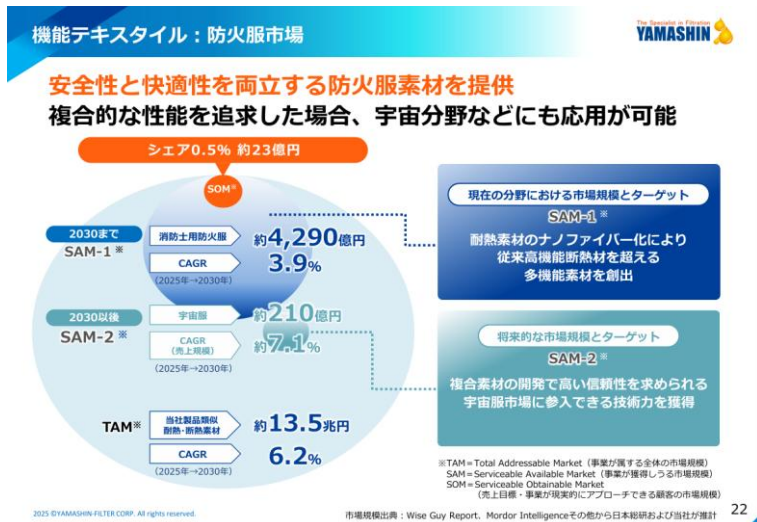 機能テキスタイル：防火服市場
The Specialist in Filtration
YAMASHIN
安全性と快適性を両立する防火服素材を提供
複合的な性能を追求した場合、宇宙分野などにも応用が可能
シェア0.5% 約23億円
SOM※
2030まで
SAM-1 ※
消防士用防火服
約4,290億円
CAGR
3.9%
(2025年→2030年)
2030以後
SAM-2 ※
宇宙服
約210億円
CAGR
(売上規模)
約7.1%
(2025年→2030年)
TAM※
当社製品類似
耐熱・断熱素材
約13.5兆円
CAGR
6.2%
(2025年→2030年)
現在の分野における市場規模とターゲット
SAM-1 ※
耐熱素材のナノファイバー化により
従来高機能断熱材を超える
多機能素材を創出
将来的な市場規模とターゲット
SAM-2 ※
複合素材の開発で高い信頼性を求められる
宇宙服市場に参入できる技術力を獲得
※TAM＝Total Addressable Market（事業が属する全体の市場規模）
SAM＝Serviceable Available Market（事業が獲得しうる市場規模）
SOM＝Serviceable Obtainable Market
（売上目標・事業が現実的にアプローチできる顧客の市場規模）
2025 ©YAMASHIN-FILTER CORP. All rights reserved.
市場規模出典：Wise Guy Report、Mordor Intelligenceその他から日本総研および当社が推計
22